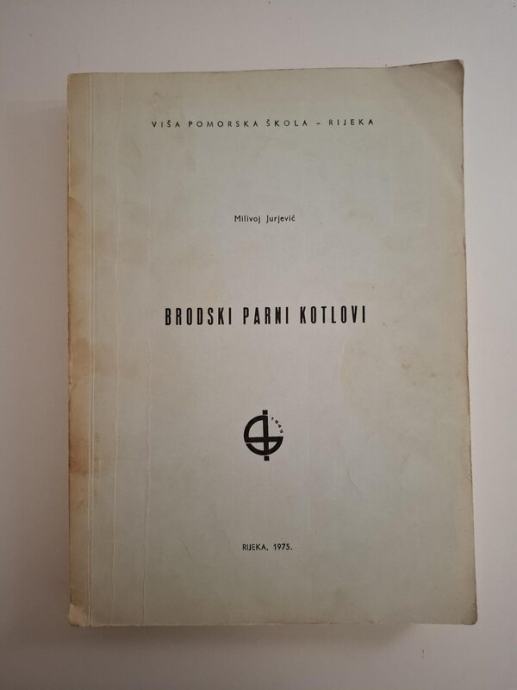 VIŠA POMORSKA ŠKOLA – RIJEKA
Milivoj Jurjević
BRODSKI PARNI KOTLOVI
RIJEKA, 1975.